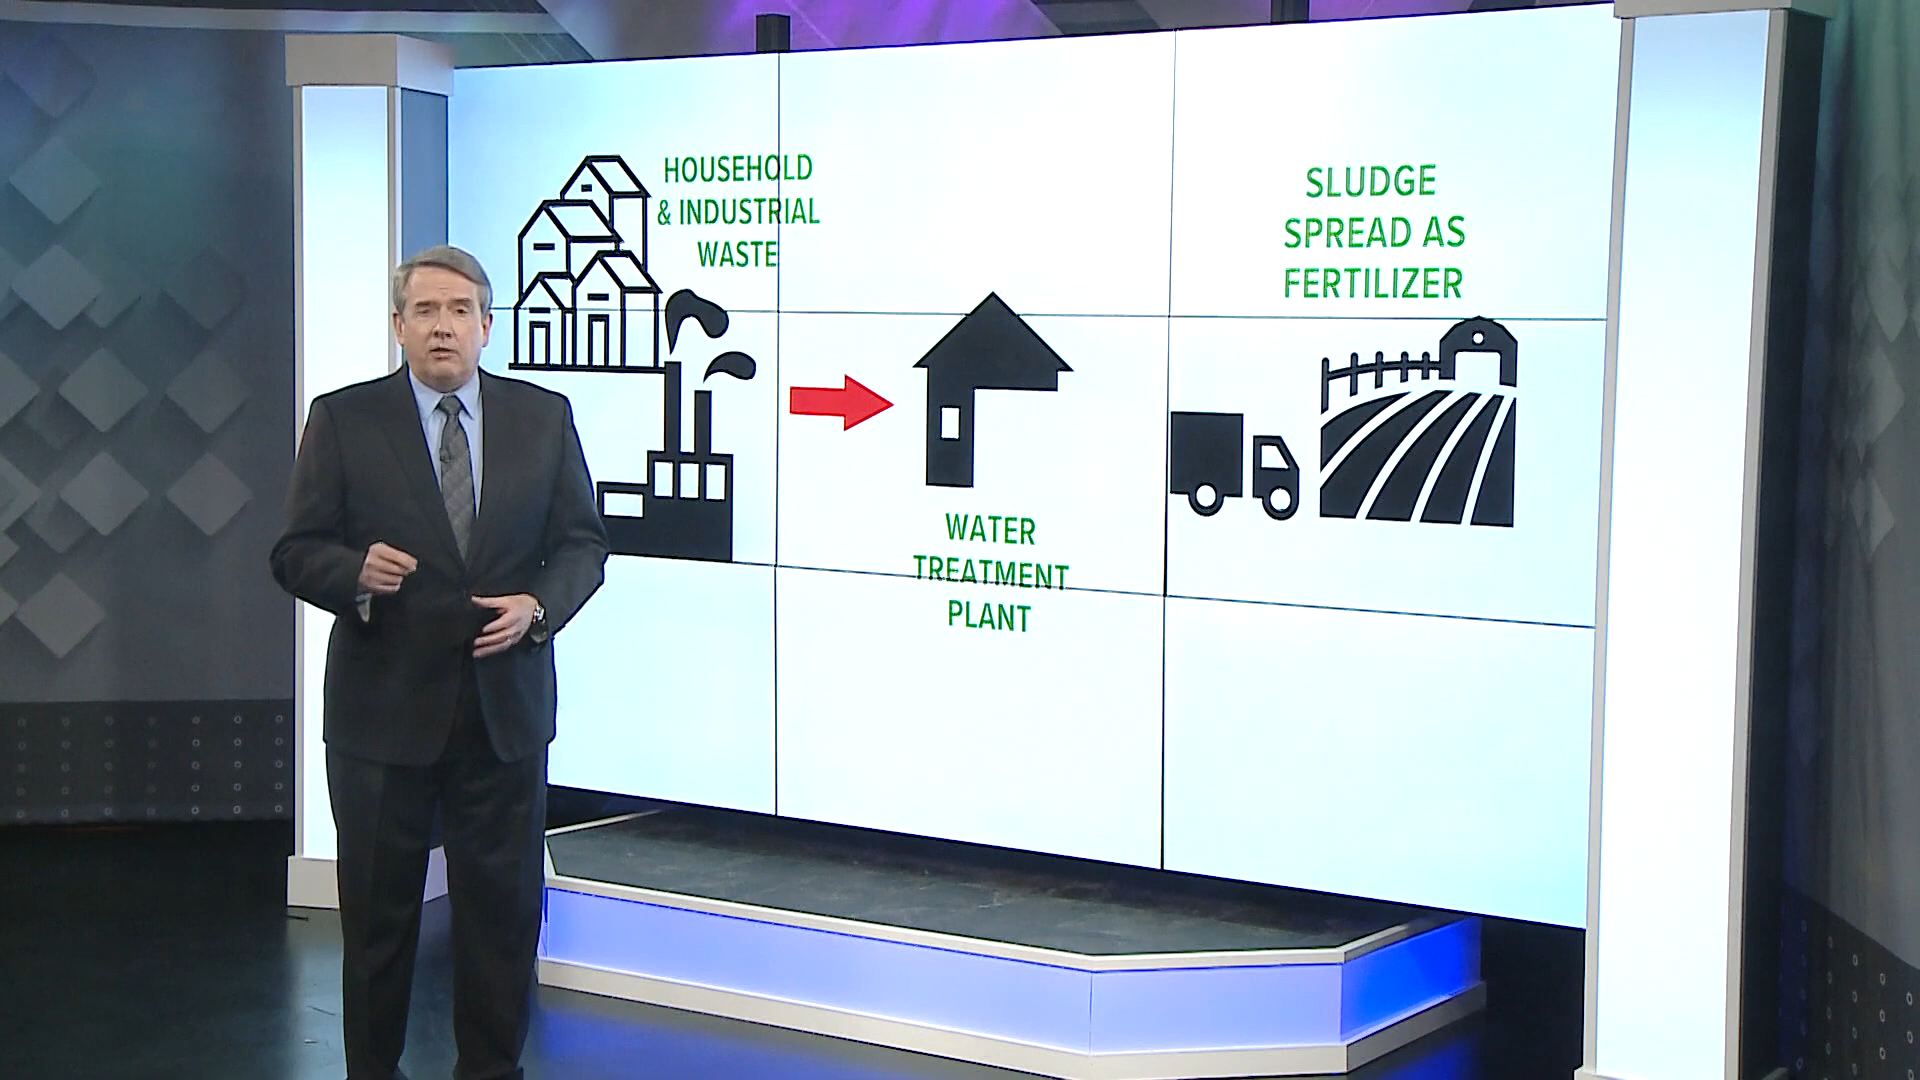 HOUSEHOLD
& INDUSTRIAL
WASTE
WATER
TREATMENT
PLANT
SLUDGE
SPREAD AS
FERTILIZER